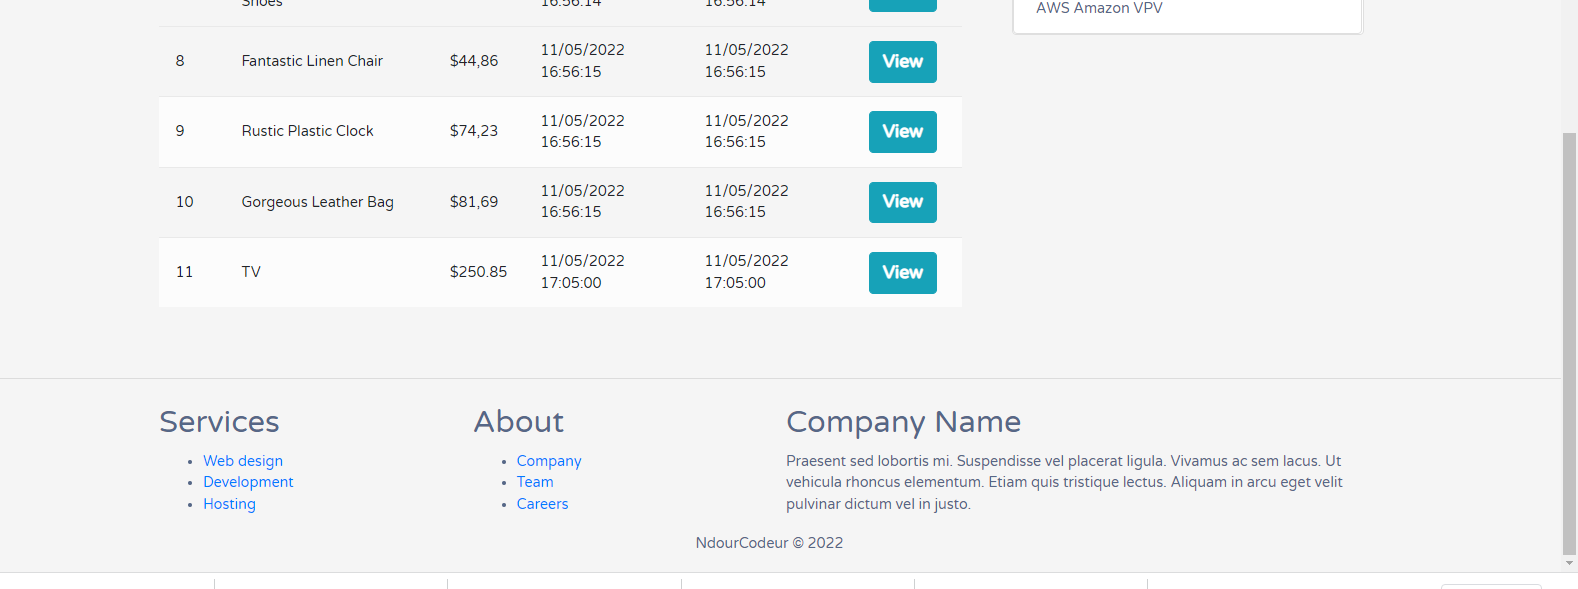 Shoes 16:56:14 16:56:14
AWS Amazon VPV
8 Fantastic Linen Chair $44,86 11/05/2022 16:56:15 11/05/2022 16:56:15 View
9 Rustic Plastic Clock $74,23 11/05/2022 16:56:15 11/05/2022 16:56:15 View
10 Gorgeous Leather Bag $81,69 11/05/2022 16:56:15 11/05/2022 16:56:15 View
11 TV $250.85 11/05/2022 17:05:00 11/05/2022 17:05:00 View
Services
Web design
Development
Hosting
About
Company
Team
Careers
Company Name
Praesent sed lobortis mi. Suspendisse vel placerat ligula. Vivamus ac sem lacus. Ut
vehicula rhoncus elementum. Etiam quis tristique lectus. Aliquam in arcu eget velit
pulvinar dictum vel in justo.
NdourCodeur © 2022